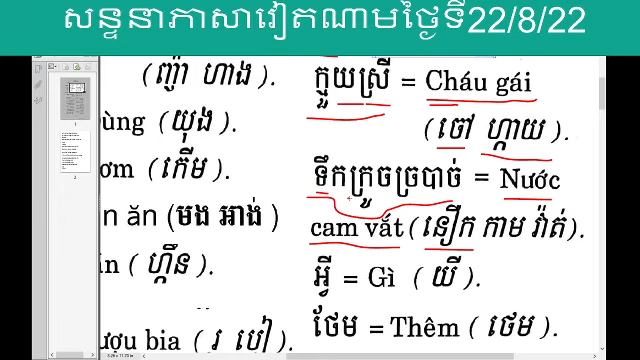 សន្ទនាភាសាវៀតណាមថ្ងៃទី22/8/22
(ញ៉ា ហាង ).
ùng (យុង).
ơm (កើម ).
n ăn (មង អាង់ )
(ហ្កឹន ).
ượu bia ( រ បៀ ).
ក្មួយស្រី = Cháu gái
(ចៅ ហ្កាយ ).
ទឹកក្រូចច្របាច់ = Nước
cam vắt (នឿក កាម វ៉ាត់).
អ្វី = Gì ( យី ).
ថែម = Thêm ( ថេម ).